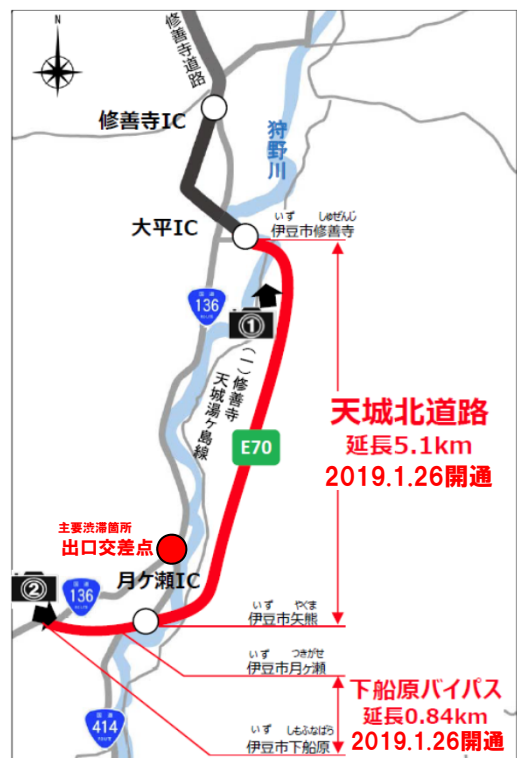 N
修善寺道路
修善寺IC
狩野川
大平IC
いず しゅぜんじ
伊豆市修善寺
136
①
(一)修善寺
天城湯ケ島線
天城北道路
延長5.1km
2019.1.26開通
E70
主要渋滞箇所
出口交差点
②
136
月ケ瀬IC
いず やくま
伊豆市矢熊
いず つきがせ
伊豆市月ヶ瀬
下船原バイパス
延長0.84km
2019.1.26開通
414
いず しもふなばら
伊豆市下船原